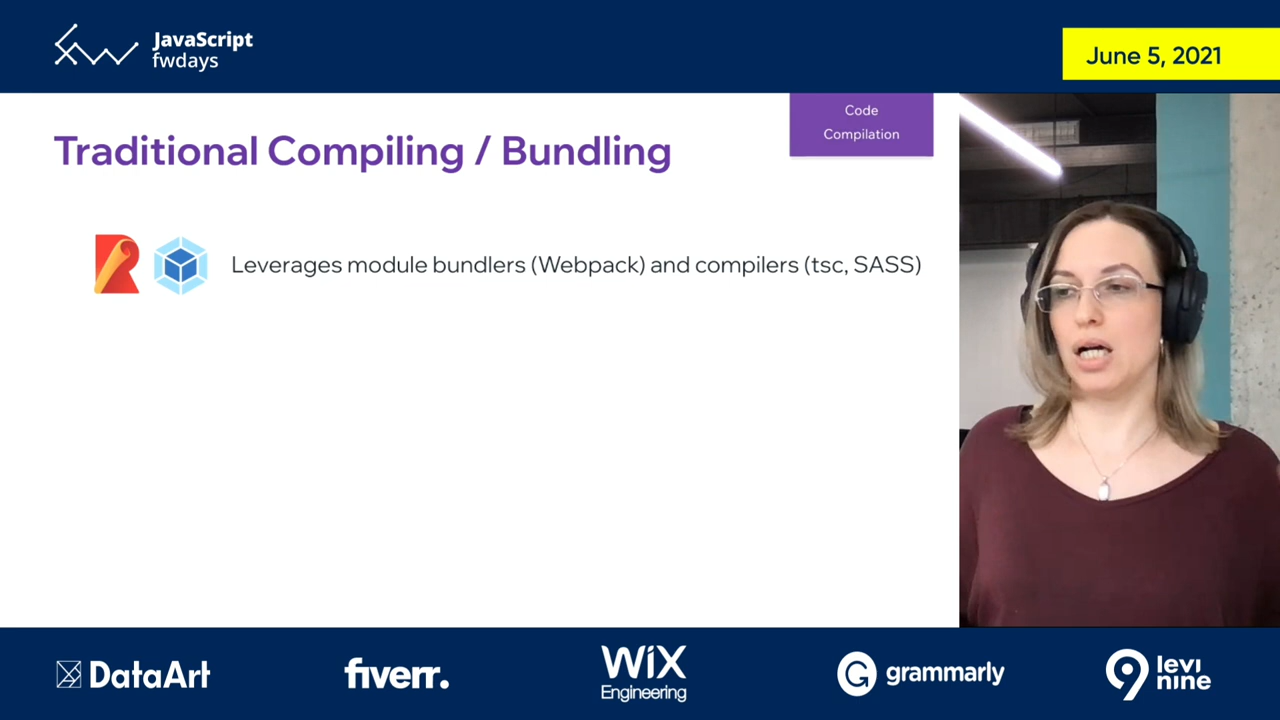 JavaScript
fwdays
June 5, 2021
Code
Compilation
Traditional Compiling / Bundling
Leverages module bundlers (Webpack) and compilers (tsc, SASS)
DataArt
fiverr.
WiX
Engineering
grammarly
9 levi
nine